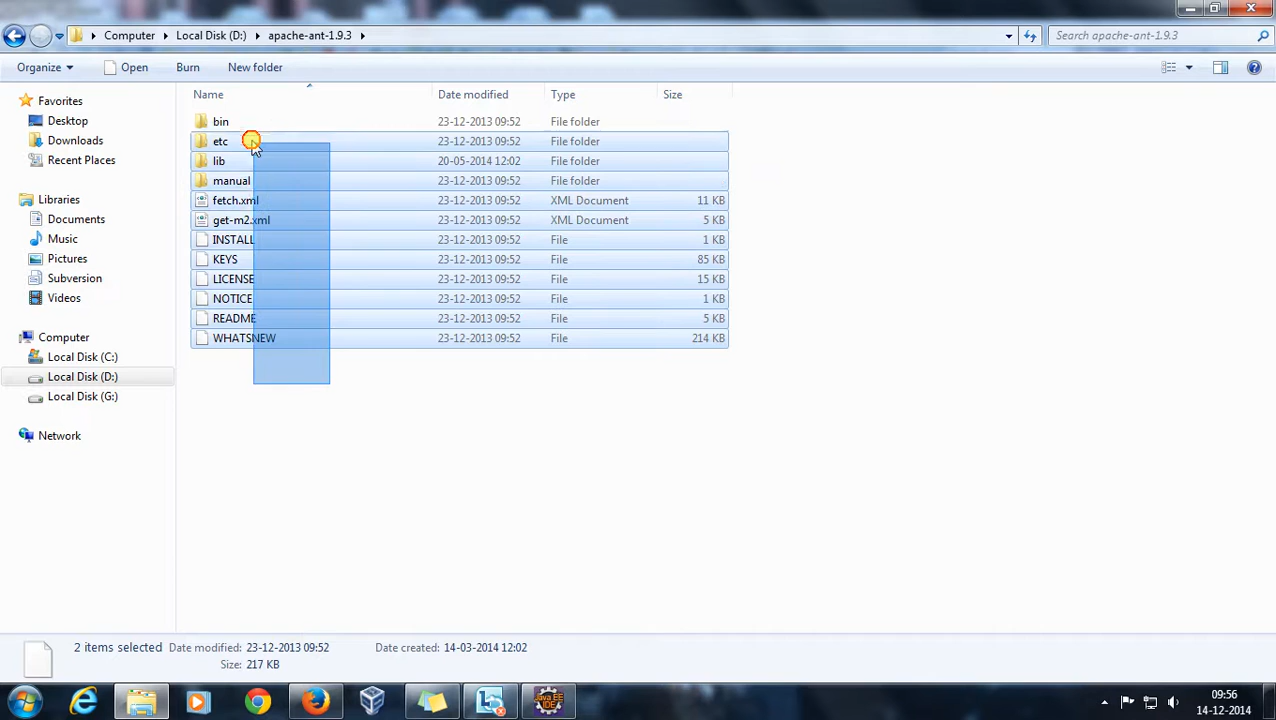 Computer Local Disk (D:) apache-ant-1.9.3
Search apache-ant-1.9.3
Organize Open Burn New folder
Name Date modified Type Size
Favorites
Desktop
Downloads
Recent Places
Libraries
Documents
Music
Pictures
Subversion
Videos
Computer
Local Disk (C:)
Local Disk (D:)
Local Disk (G:)
Network
bin 23-12-2013 09:52 File folder
etc 23-12-2013 09:52 File folder
lib 20-05-2014 12:02 File folder
manual 23-12-2013 09:52 File folder
fetch.xml 23-12-2013 09:52 XML Document 11 KB
get-m2.xml 23-12-2013 09:52 XML Document 5 KB
INSTALL 23-12-2013 09:52 File 1 KB
KEYS 23-12-2013 09:52 File 85 KB
LICENSE 23-12-2013 09:52 File 15 KB
NOTICE 23-12-2013 09:52 File 1 KB
README 23-12-2013 09:52 File 5 KB
WHATSNEW 23-12-2013 09:52 File 214 KB
2 items selected Date modified: 23-12-2013 09:52 Date created: 14-03-2014 12:02
Size: 217 KB
Java EE
IDE
09:56
14-12-2014